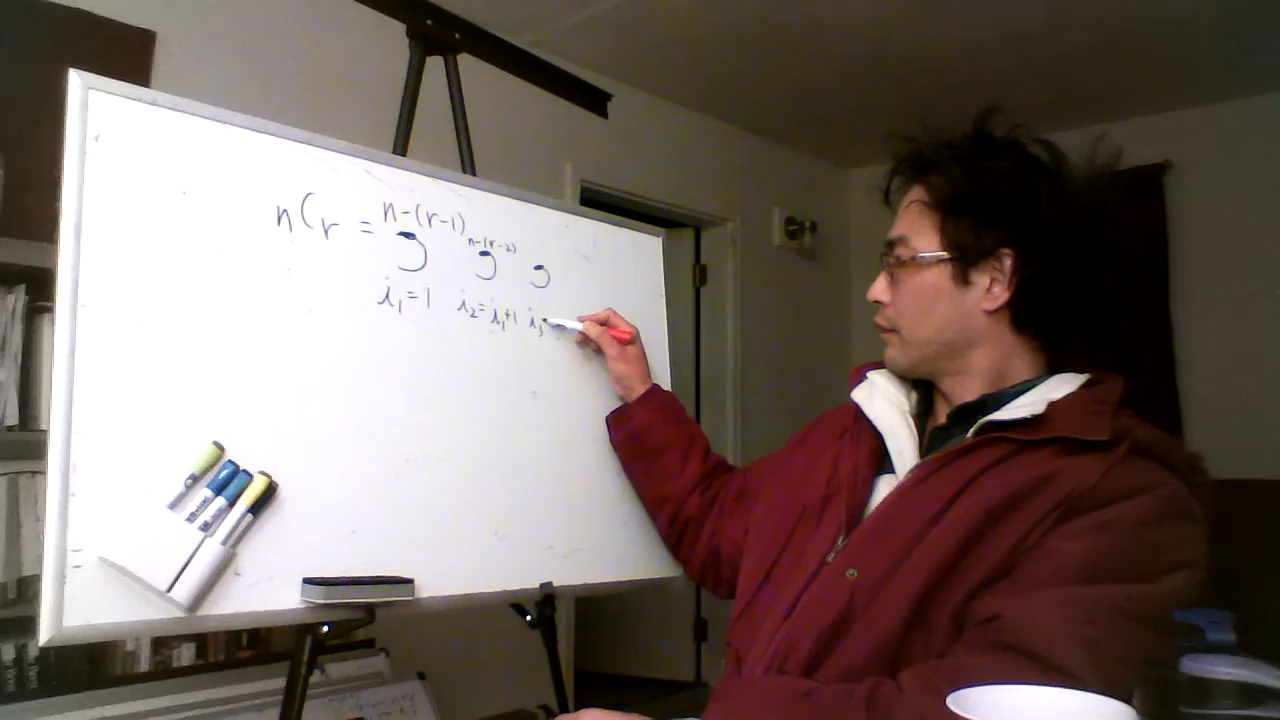 nCr = n-(r-1) n-(r-2)
i₁=1 i₂=i₁+1 i₃